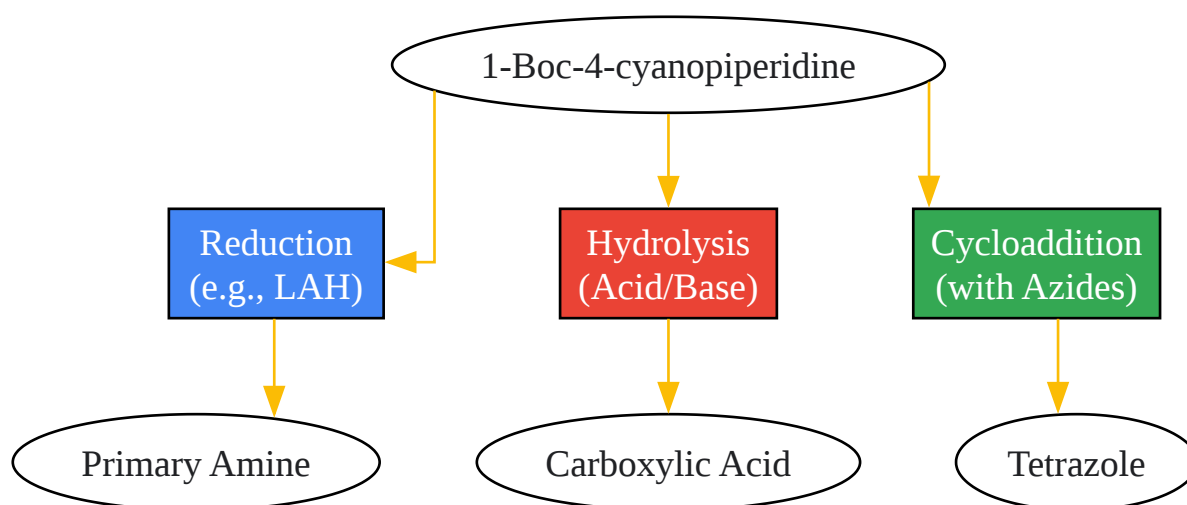 1-Boc-4-cyanopiperidine
Reduction
(e.g., LAH)
Hydrolysis
(Acid/Base)
Cycloaddition
(with Azides)
Primary Amine
Carboxylic Acid
Tetrazole